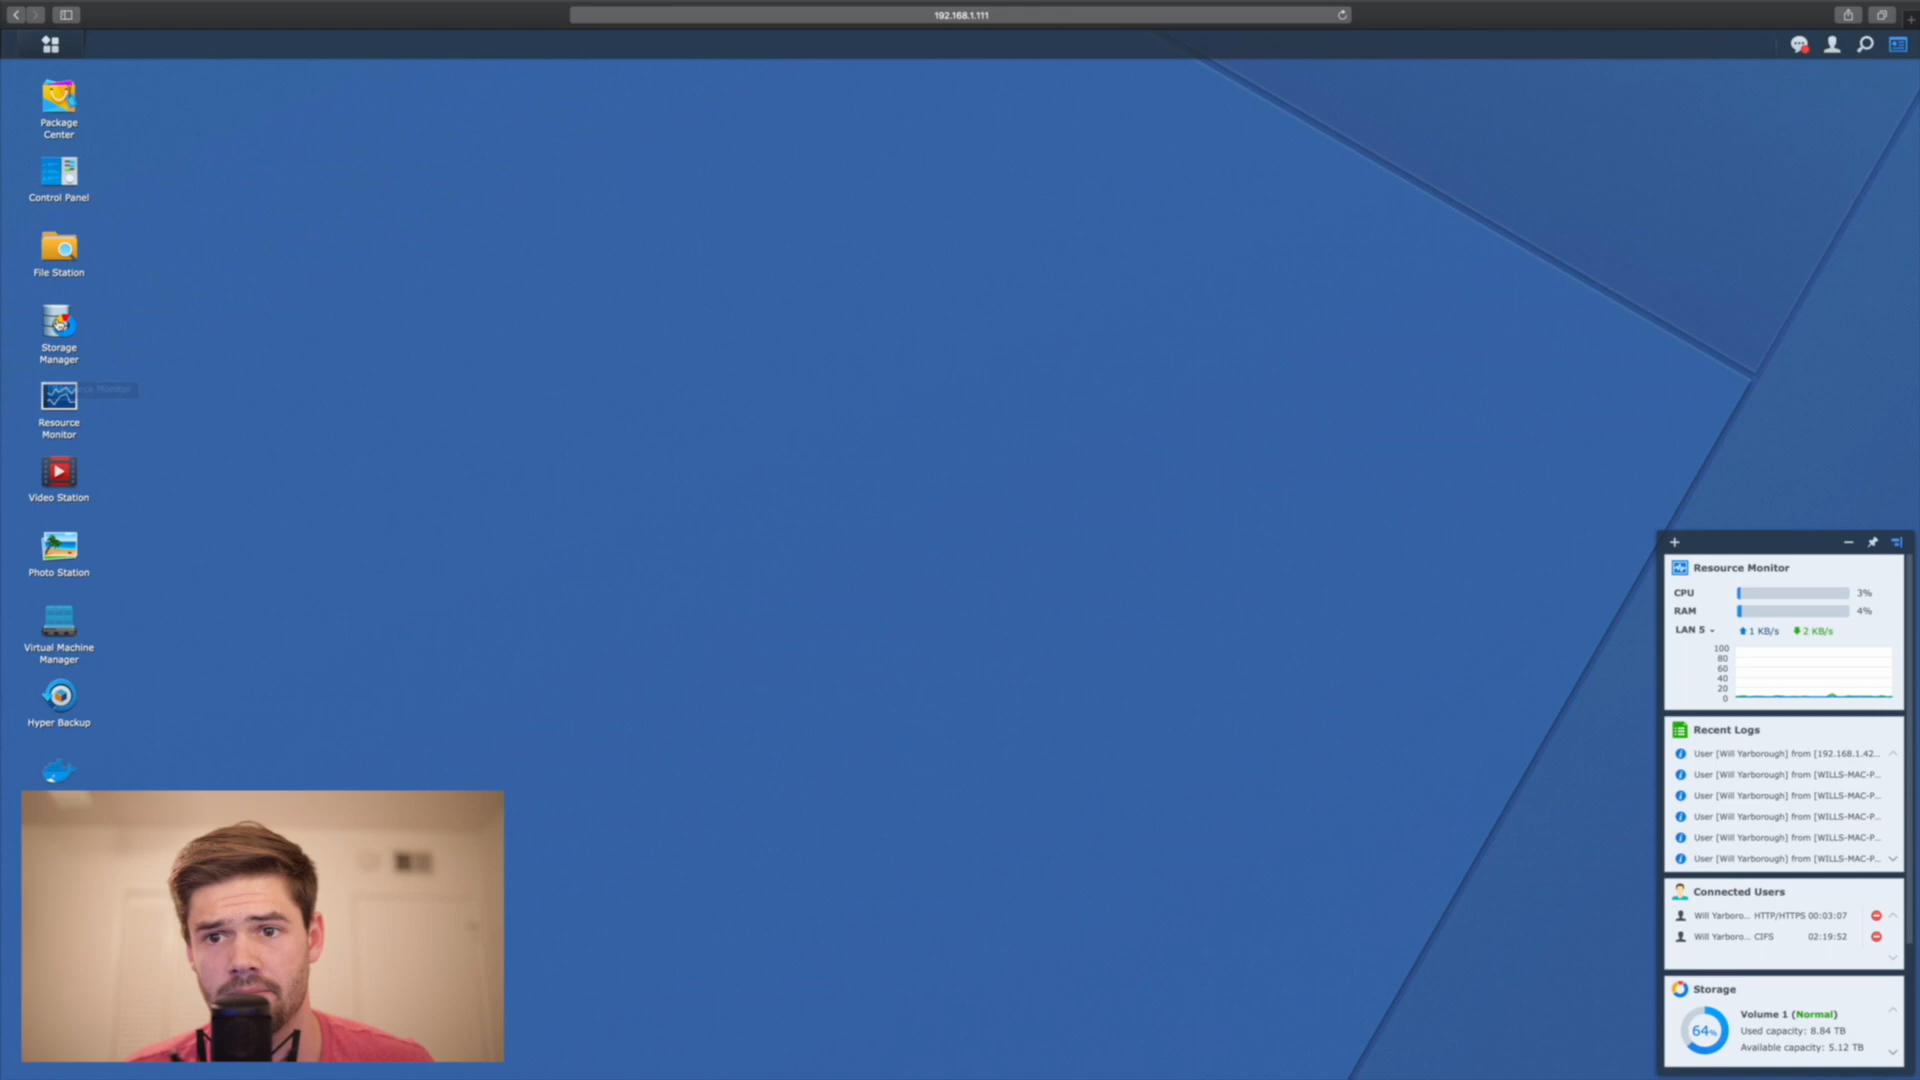 192.168.1.111
Package
Center
Control Panel
File Station
Storage
Manager
Resource
Monitor
Video Station
Photo Station
Virtual Machine
Manager
Hyper Backup
Resource Monitor
CPU 3%
RAM 4%
LAN 5 1 KB/s 2 KB/s
100
80
60
40
20
0
Recent Logs
User [Will Yarborough] from [192.168.1.42...
User [Will Yarborough] from [WILLS-MAC-P...
User [Will Yarborough] from [WILLS-MAC-P...
User [Will Yarborough] from [WILLS-MAC-P...
User [Will Yarborough] from [WILLS-MAC-P...
User [Will Yarborough] from [WILLS-MAC-P...
Connected Users
Will Yarboro... HTTP/HTTPS 00:03:07
Will Yarboro... CIFS 02:19:52
Storage
64%
Volume 1 (Normal)
Used capacity: 8.84 TB
Available capacity: 5.12 TB